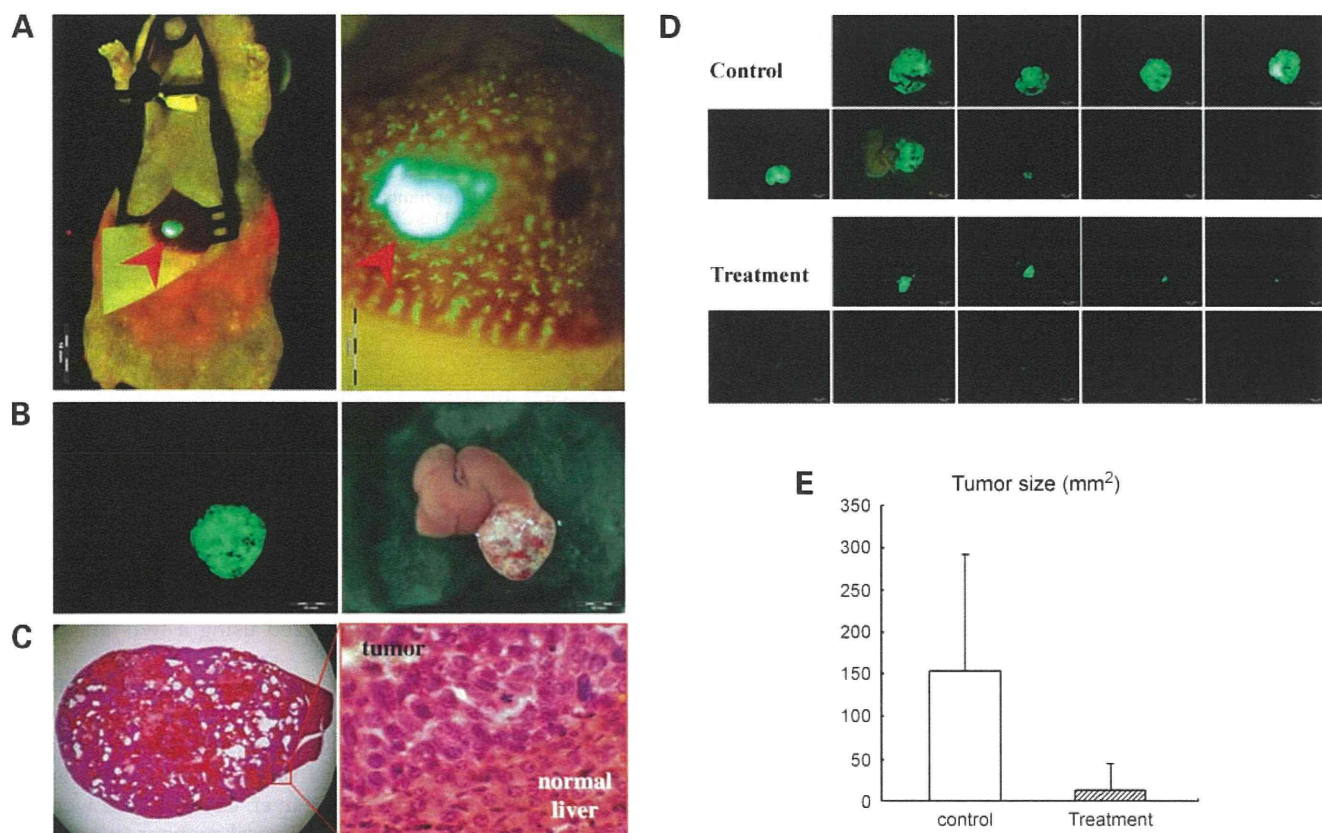 A
B
C
tumor
normal
liver
D
Control
Treatment
E
Tumor size (mm²)
350
300
250
200
150
100
50
0
control
Treatment